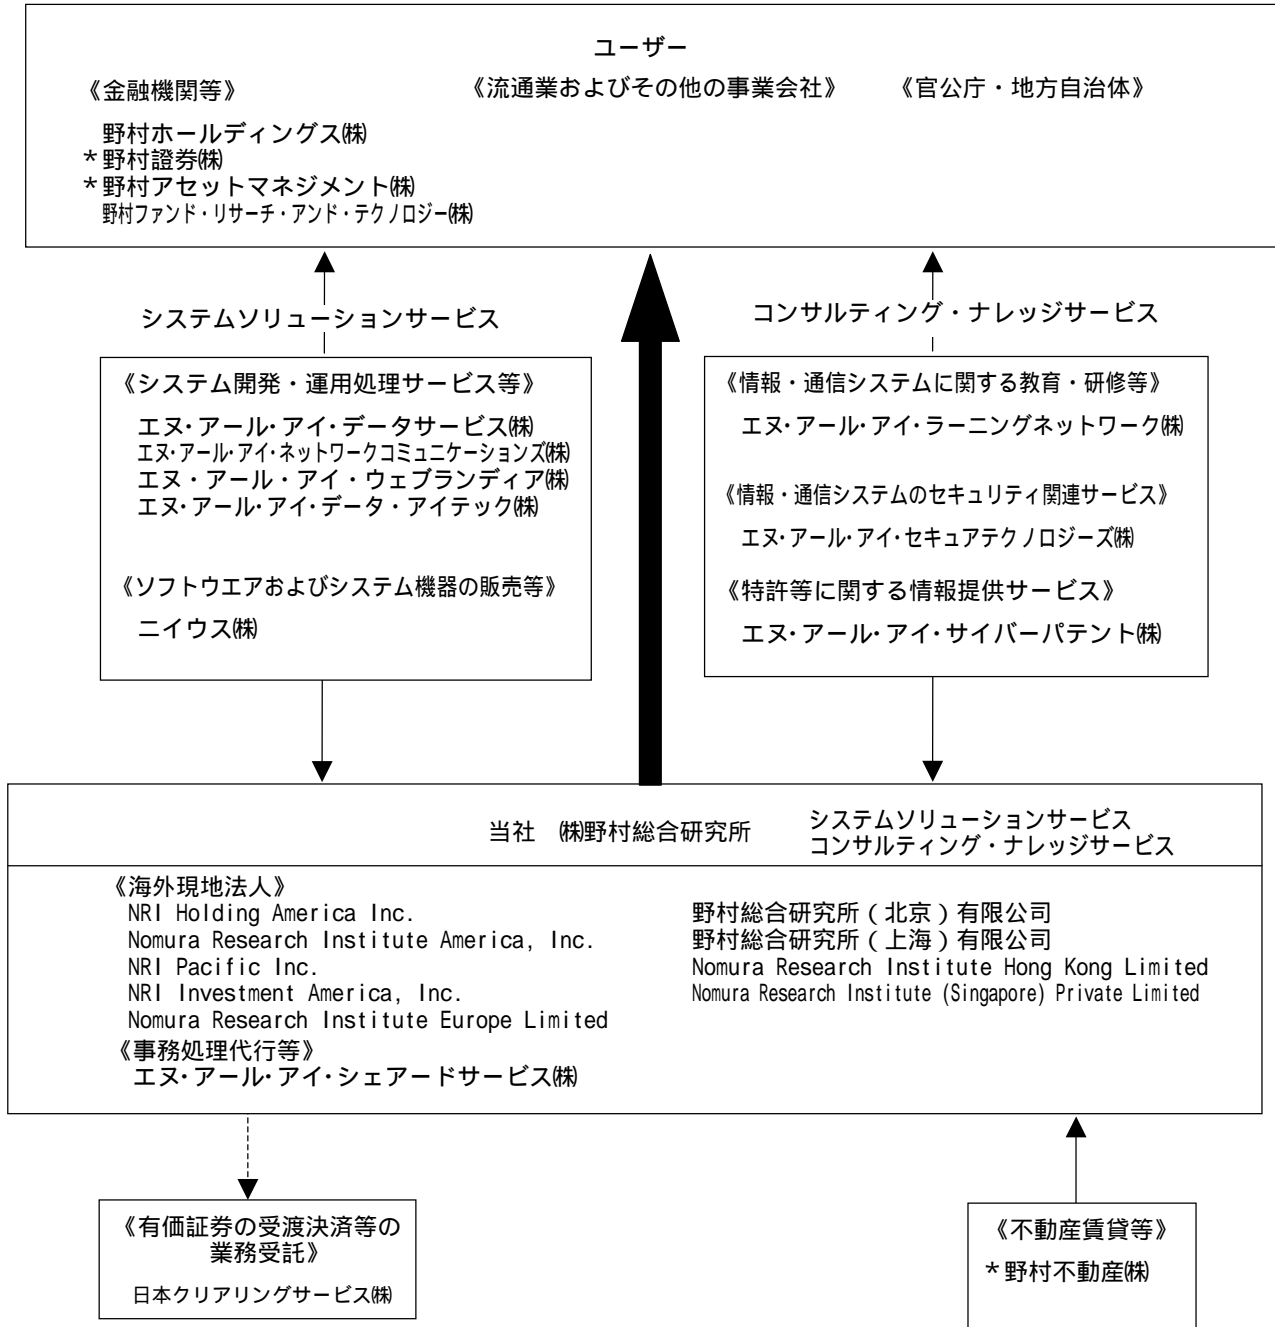 ユーザー
《金融機関等》
《流通業およびその他の事業会社》
《官公庁・地方自治体》
野村ホールディングス㈱
*野村證券㈱
*野村アセットマネジメント㈱
野村ファンド・リサーチ・アンド・テクノロジー㈱
システムソリューションサービス
コンサルティング・ナレッジサービス
《システム開発・運用処理サービス等》
エヌ・アール・アイ・データサービス㈱
エヌ・アール・アイ・ネットワークコミュニケーションズ㈱
エヌ・アール・アイ・ウェブランディア㈱
エヌ・アール・アイ・データ・アイテック㈱
《ソフトウエアおよびシステム機器の販売等》
ニイウス㈱
《情報・通信システムに関する教育・研修等》
エヌ・アール・アイ・ラーニングネットワーク㈱
《情報・通信システムのセキュリティ関連サービス》
エヌ・アール・アイ・セキュアテクノロジーズ㈱
《特許等に関する情報提供サービス》
エヌ・アール・アイ・サイバーパテント㈱
当社 ㈱野村総合研究所
システムソリューションサービス
コンサルティング・ナレッジサービス
《海外現地法人》
NRI Holding America Inc.
Nomura Research Institute America, Inc.
NRI Pacific Inc.
NRI Investment America, Inc.
Nomura Research Institute Europe Limited
野村総合研究所(北京)有限公司
野村総合研究所(上海)有限公司
Nomura Research Institute Hong Kong Limited
Nomura Research Institute (Singapore) Private Limited
《事務処理代行等》
エヌ・アール・アイ・シェアードサービス㈱
《有価証券の受渡決済等の
業務受託》
日本クリアリングサービス㈱
《不動産賃貸等》
*野村不動産㈱